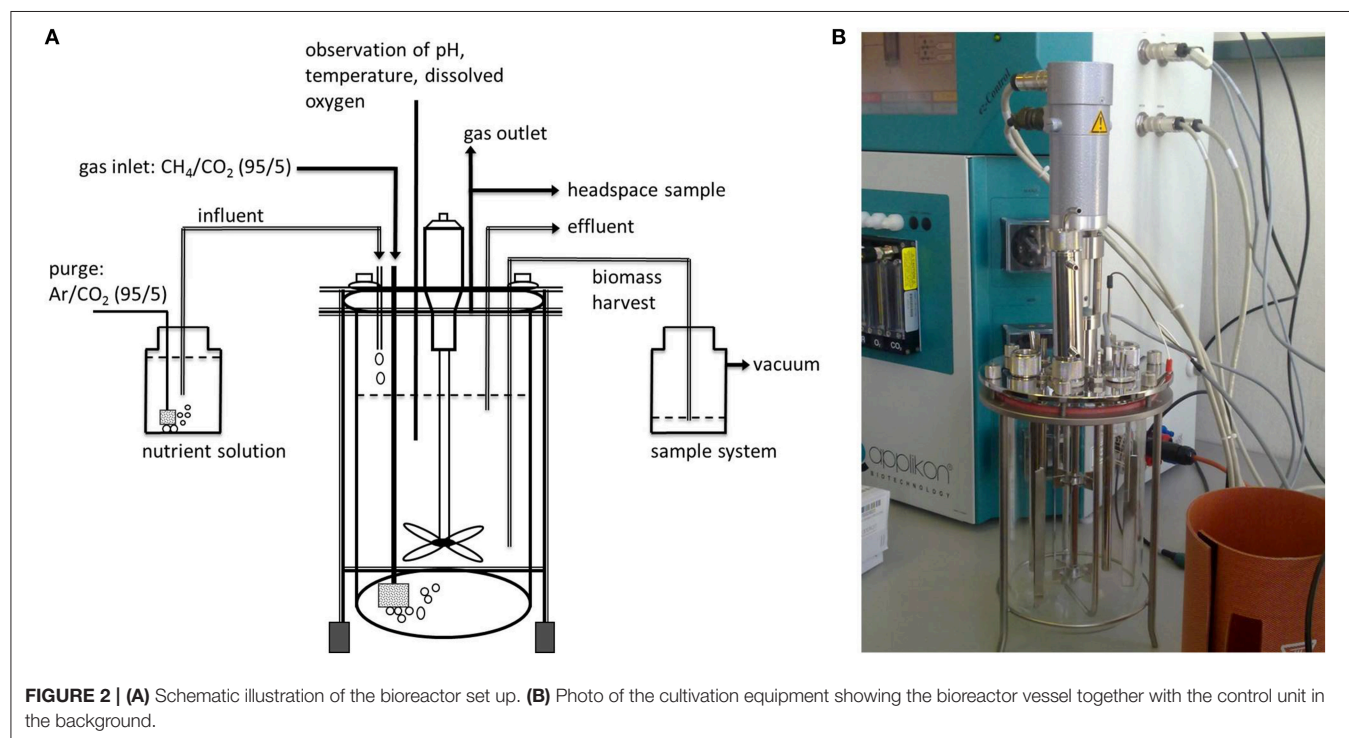 A
observation of pH,
temperature, dissolved
oxygen
gas outlet
gas inlet: CH₄/CO₂ (95/5)
headspace sample
influent
effluent
purge:
Ar/CO₂ (95/5)
biomass
harvest
vacuum
nutrient solution
sample system
B
applikon®
BIOTECHNOLOGY
O₂
CO₂
FIGURE 2 | (A) Schematic illustration of the bioreactor set up. (B) Photo of the cultivation equipment showing the bioreactor vessel together with the control unit in
the background.